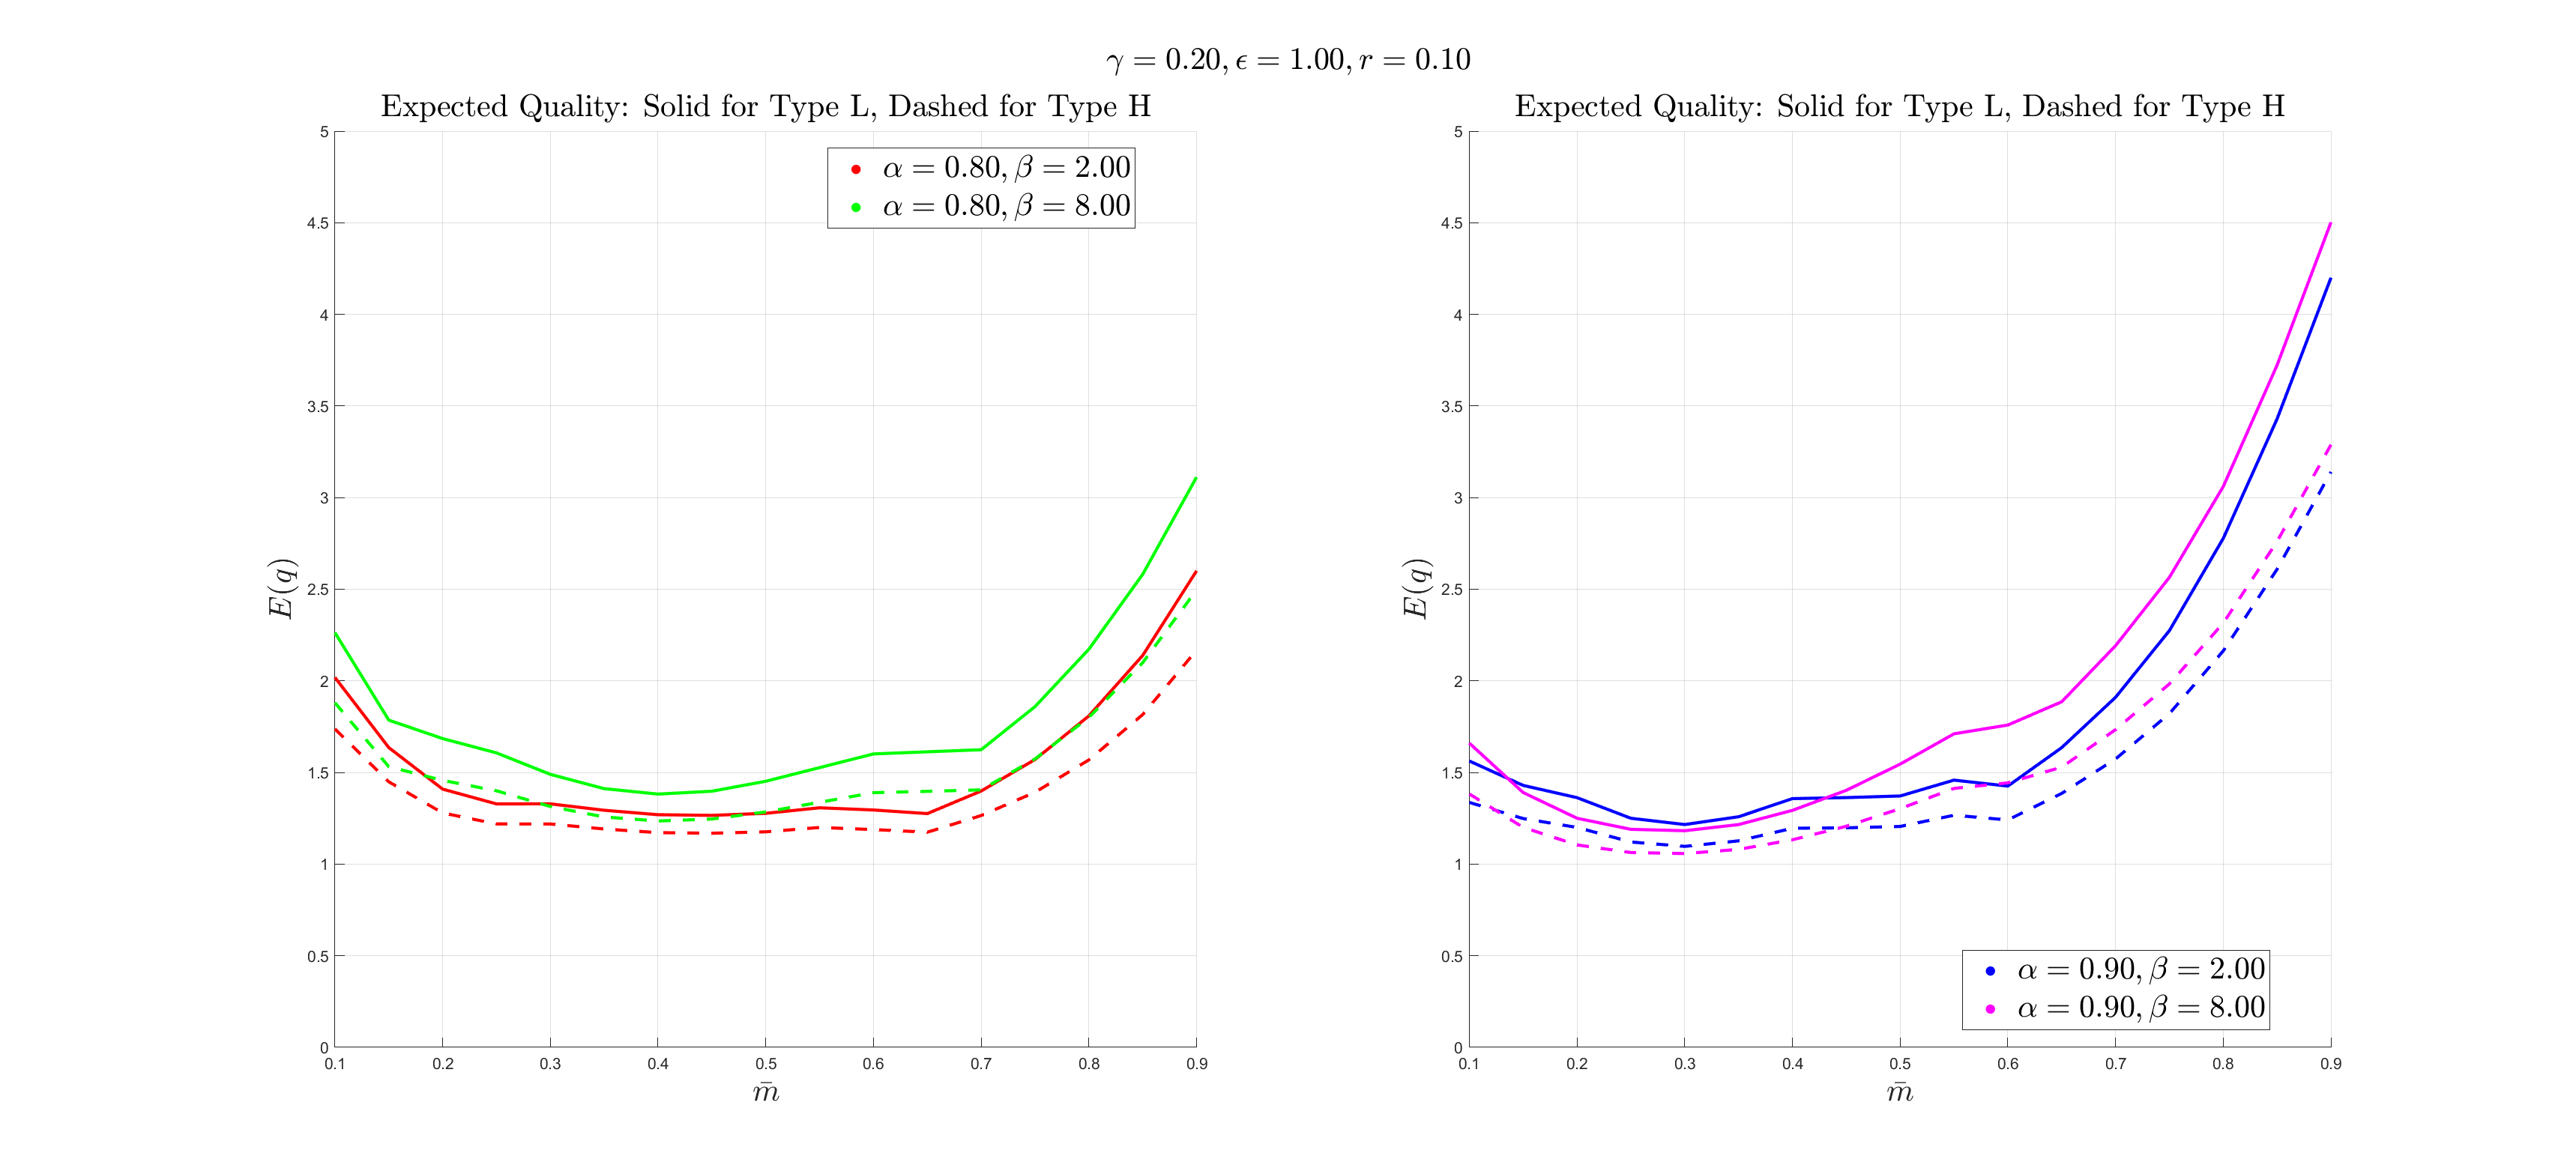 γ = 0.20, ϵ = 1.00, r = 0.10
Expected Quality: Solid for Type L, Dashed for Type H
5
4.5
4
3.5
3
2.5
2
1.5
1
0.5
0
E(q)
α = 0.80, β = 2.00
α = 0.80, β = 8.00
0.1 0.2 0.3 0.4 0.5 0.6 0.7 0.8 0.9
m̄
Expected Quality: Solid for Type L, Dashed for Type H
5
4.5
4
3.5
3
2.5
2
1.5
1
0.5
0
E(q)
α = 0.90, β = 2.00
α = 0.90, β = 8.00
0.1 0.2 0.3 0.4 0.5 0.6 0.7 0.8 0.9
m̄